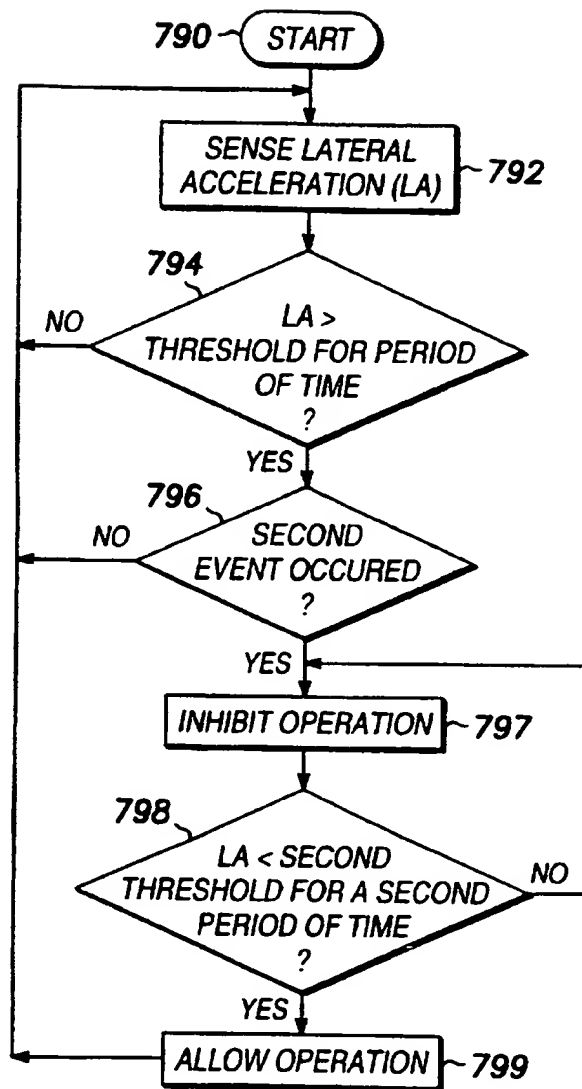 790
START
SENSE LATERAL
ACCELERATION (LA)
792
794
NO
LA >
THRESHOLD FOR PERIOD
OF TIME
?
YES
796
NO
SECOND
EVENT OCCURED
?
YES
INHIBIT OPERATION
797
798
LA < SECOND
THRESHOLD FOR A SECOND
PERIOD OF TIME
?
NO
YES
ALLOW OPERATION
799